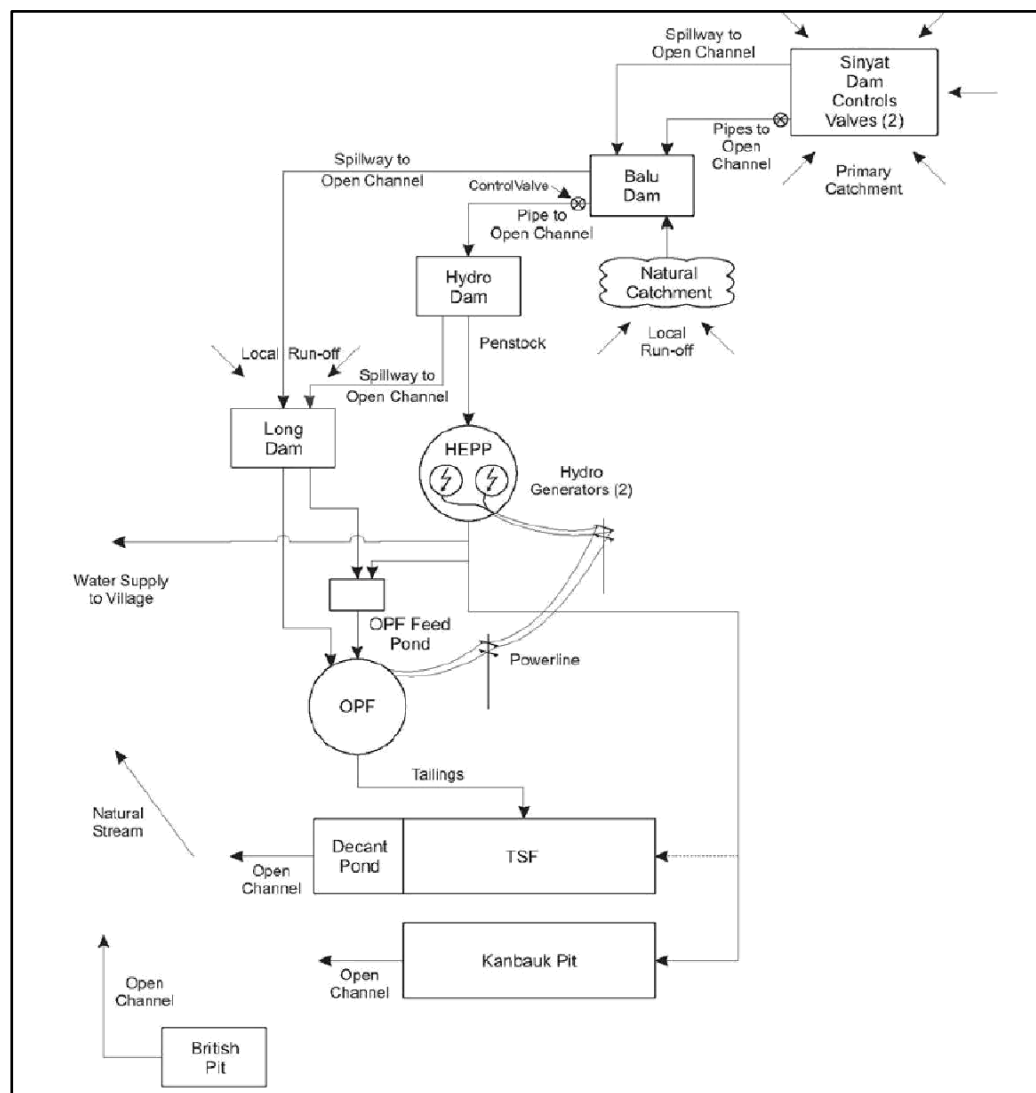 Spillway to
Open Channel
Sinyat
Dam
Controls
Valves (2)
Pipes to
Open
Channel
Primary
Catchment
Spillway to
Open Channel
ControlValve
Balu
Dam
Pipe to
Open Channel
Hydro
Dam
Natural
Catchment
Local
Run-off
Penstock
Local Run-off
Spillway to
Open Channel
Long
Dam
HEPP
Hydro
Generators (2)
Water Supply
to Village
OPF Feed
Pond
Powerline
OPF
Tailings
Natural
Stream
Decant
Pond
TSF
Open
Channel
Kanbauk Pit
Open
Channel
Open
Channel
British
Pit